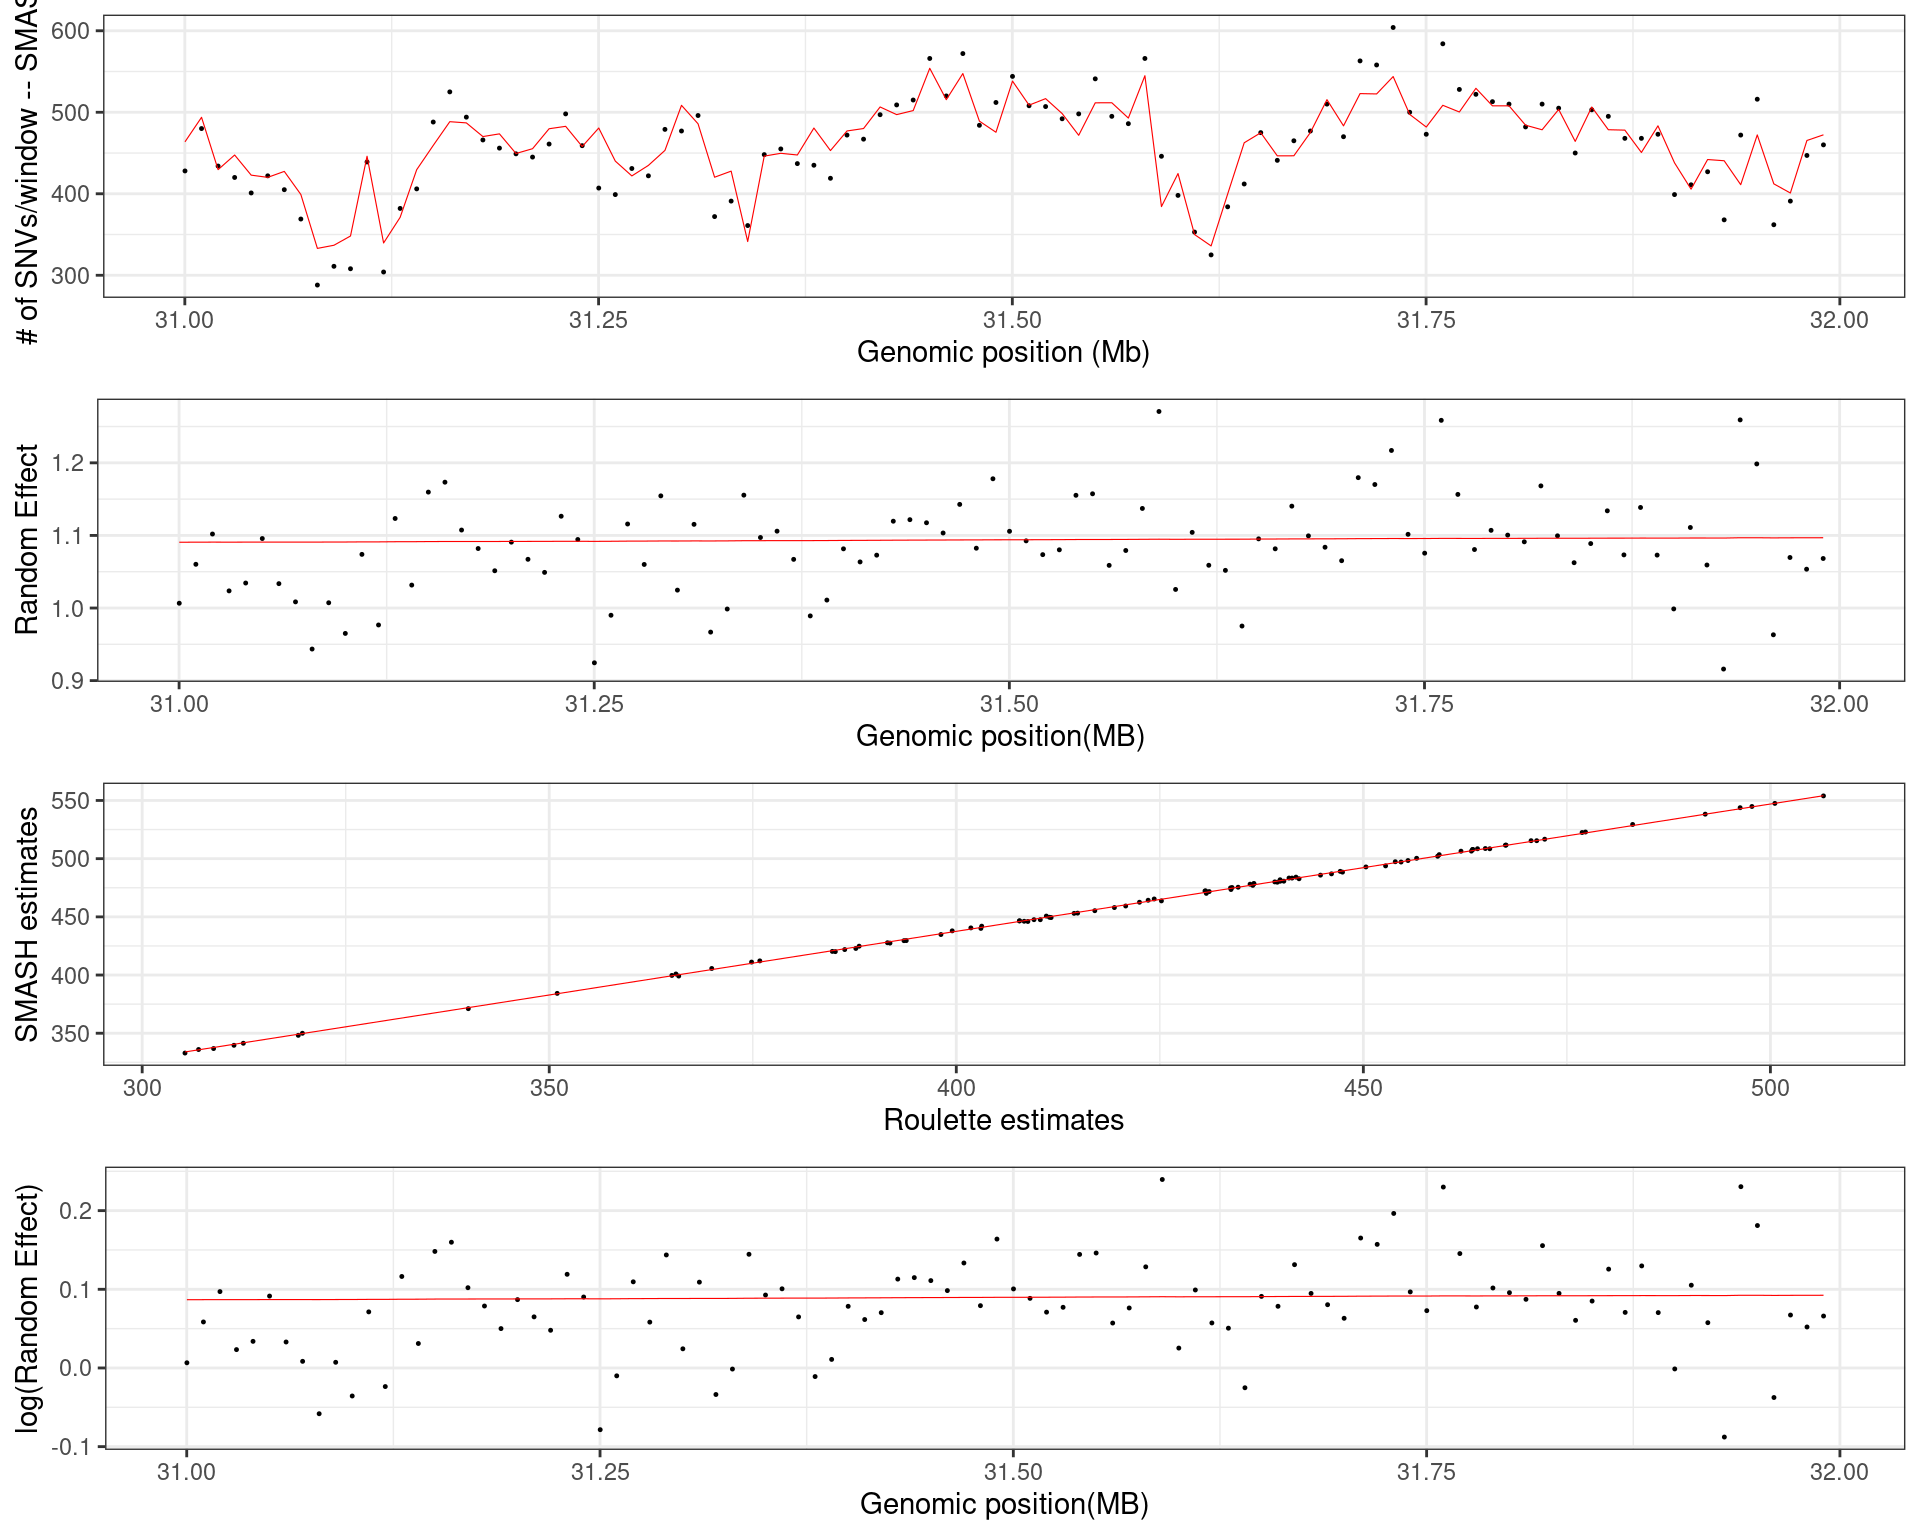 # of SNVs/window -- SMAS
600
500
400
300
31.00 31.25 31.50 31.75 32.00
Genomic position (Mb)
Random Effect
1.2
1.1
1.0
0.9
31.00 31.25 31.50 31.75 32.00
Genomic position(MB)
SMASH estimates
550
500
450
400
350
300 350 400 450 500
Roulette estimates
log(Random Effect)
0.2
0.1
0.0
-0.1
31.00 31.25 31.50 31.75 32.00
Genomic position(MB)